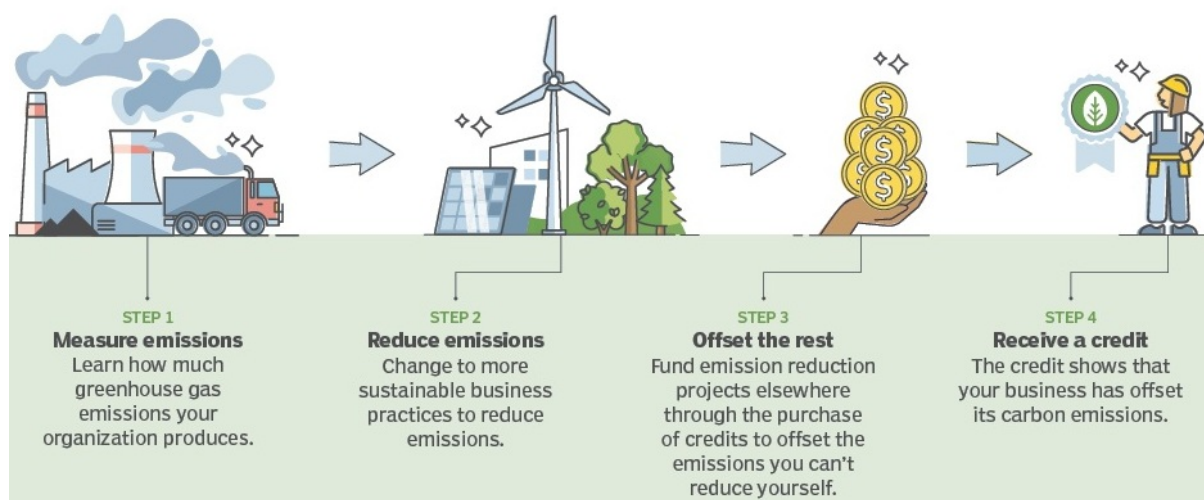 STEP 1
Measure emissions
Learn how much
greenhouse gas
emissions your
organization produces.
STEP 2
Reduce emissions
Change to more
sustainable business
practices to reduce
emissions.
STEP 3
Offset the rest
Fund emission reduction
projects elsewhere
through the purchase
of credits to offset the
emissions you can't
reduce yourself.
STEP 4
Receive a credit
The credit shows that
your business has offset
its carbon emissions.